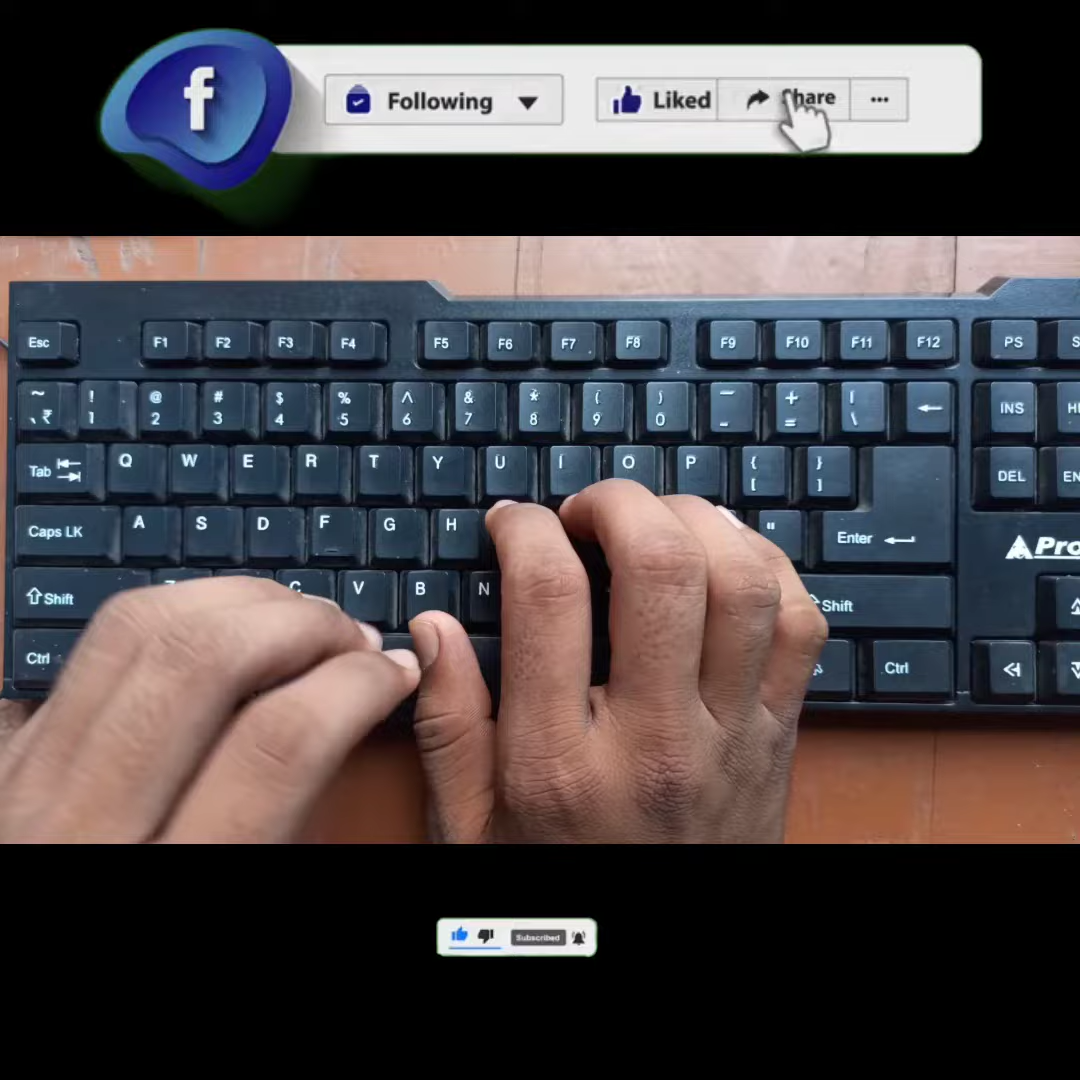 f Following Liked Share ...
Esc F1 F2 F3 F4 F5 F6 F7 F8 F9 F10 F11 F12 PS
~ ! @ # $ % ^ & * ( ) — + |
` ₹ 1 2 3 4 5 6 7 8 9 0 - = \ INS
Tab Q W E R T Y U I O P { [ } ] DEL
Caps LK A S D F G H " Enter
Shift C V B N Shift
Ctrl Ctrl
Subscribed